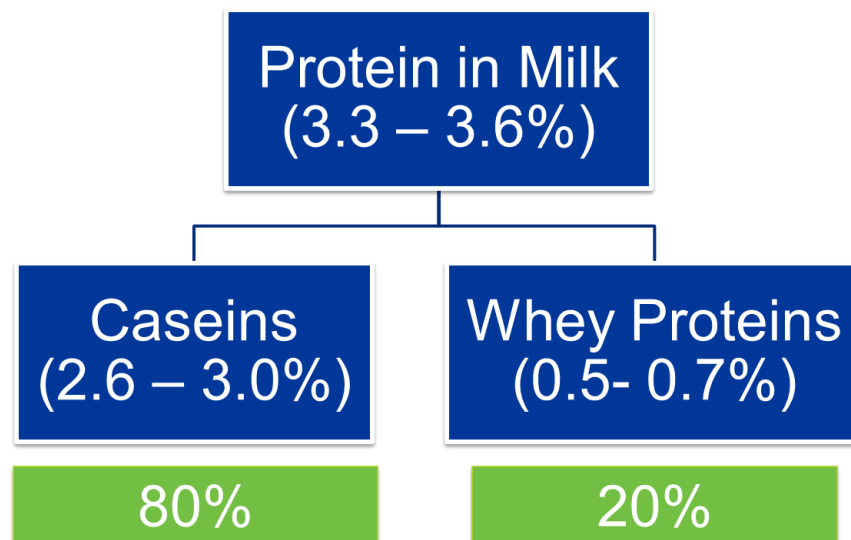 Protein in Milk
(3.3 – 3.6%)
Caseins
(2.6 – 3.0%)
Whey Proteins
(0.5- 0.7%)
80%
20%